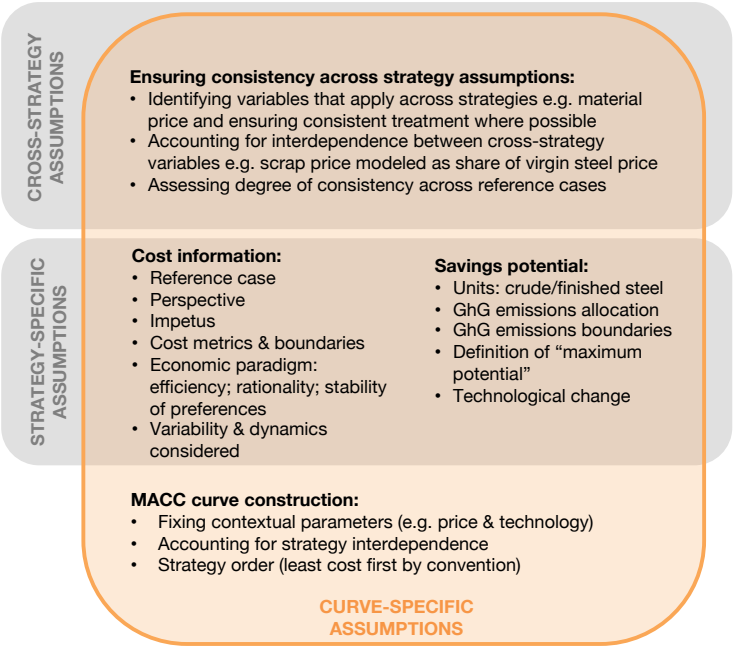 CROSS-STRATEGY
ASSUMPTIONS
Ensuring consistency across strategy assumptions:
• Identifying variables that apply across strategies e.g. material
price and ensuring consistent treatment where possible
• Accounting for interdependence between cross-strategy
variables e.g. scrap price modeled as share of virgin steel price
• Assessing degree of consistency across reference cases
STRATEGY-SPECIFIC
ASSUMPTIONS
Cost information:
• Reference case
• Perspective
• Impetus
• Cost metrics & boundaries
• Economic paradigm:
efficiency; rationality; stability
of preferences
• Variability & dynamics
considered
Savings potential:
• Units: crude/finished steel
• GhG emissions allocation
• GhG emissions boundaries
• Definition of “maximum
potential”
• Technological change
MACC curve construction:
• Fixing contextual parameters (e.g. price & technology)
• Accounting for strategy interdependence
• Strategy order (least cost first by convention)
CURVE-SPECIFIC
ASSUMPTIONS